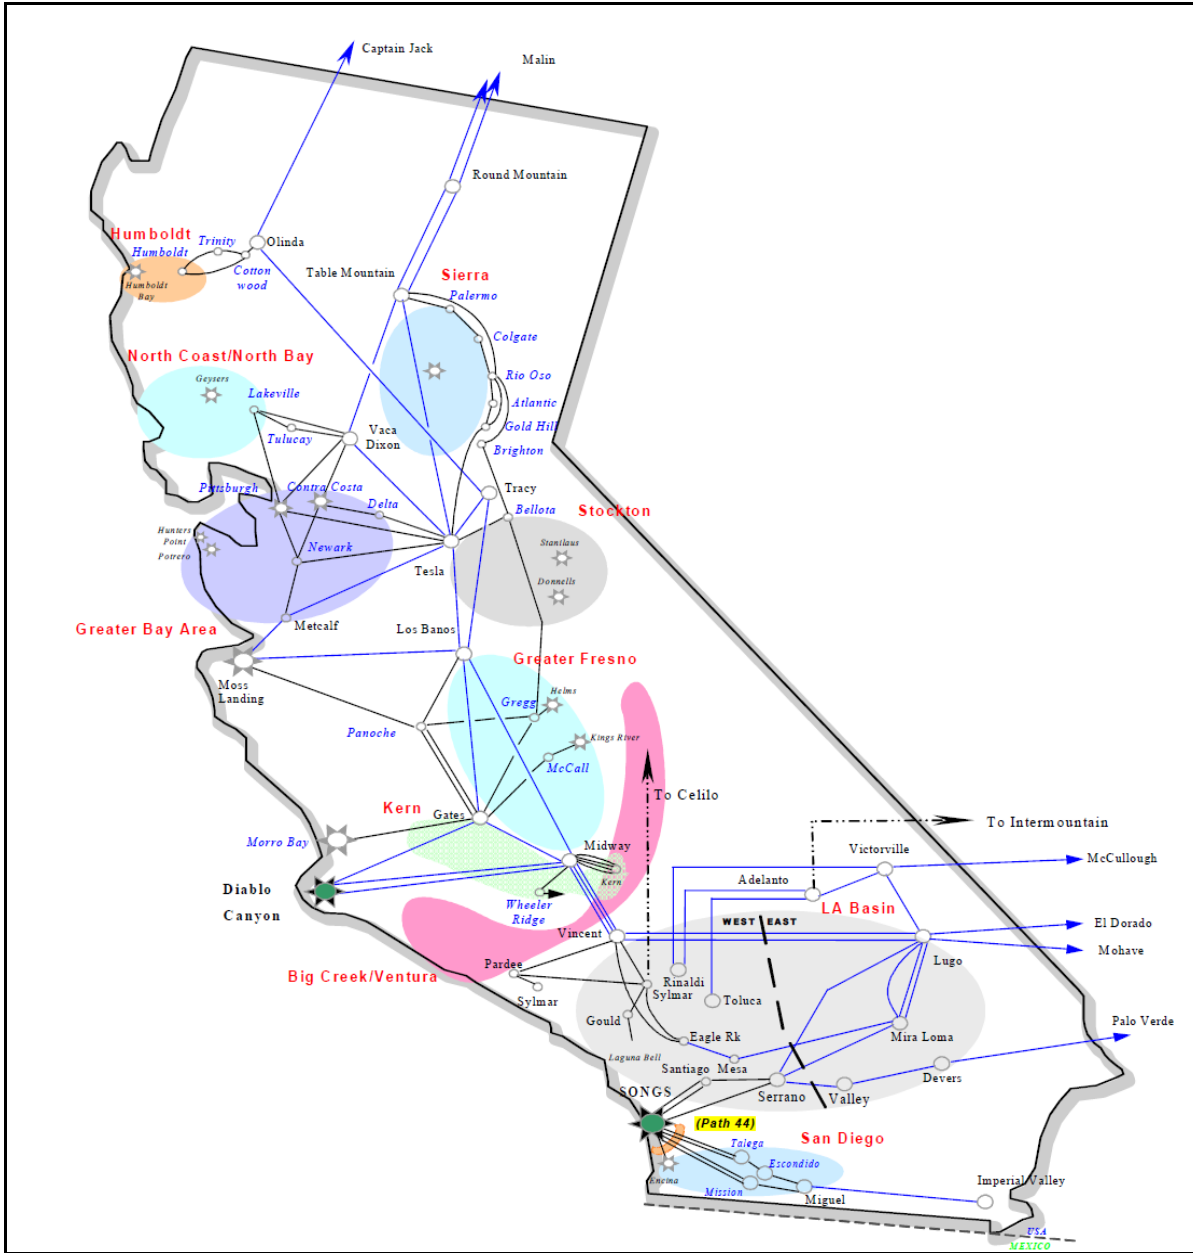 Captain Jack
Malin
Round Mountain
Humboldt
Trinity
Humboldt
Olinda
Cotton
wood
Humboldt
Bay
Table Mountain
Sierra
Palermo
Colgate
North Coast/North Bay
Geysers
Rio Oso
Lakeville
Atlantic
Tulucay
Vaca
Dixon
Gold Hill
Brighton
Pittsburgh
Contra Costa
Tracy
Delta
Bellota
Stockton
Hunters
Point
Potrero
Newark
Stanilaus
Tesla
Donnells
Metcalf
Greater Bay Area
Los Banos
Greater Fresno
Moss
Landing
Helms
Gregg
Panoche
Kings River
McCall
To Celilo
Kern
Gates
To Intermountain
Morro Bay
Midway
Victorville
McCullough
Kern
Adelanto
Diablo
Canyon
Wheeler
Ridge
LA Basin
WEST
EAST
El Dorado
Vincent
Mohave
Lugo
Pardee
Big Creek/Ventura
Rinaldi
Sylmar
Sylmar
Toluca
Gould
Palo Verde
Eagle Rk
Mira Loma
Laguna Bell
Santiago
Mesa
Devers
SONGS
Serrano
Valley
(Path 44)
San Diego
Talega
Escondido
Encina
Mission
Miguel
Imperial Valley
USA
MEXICO